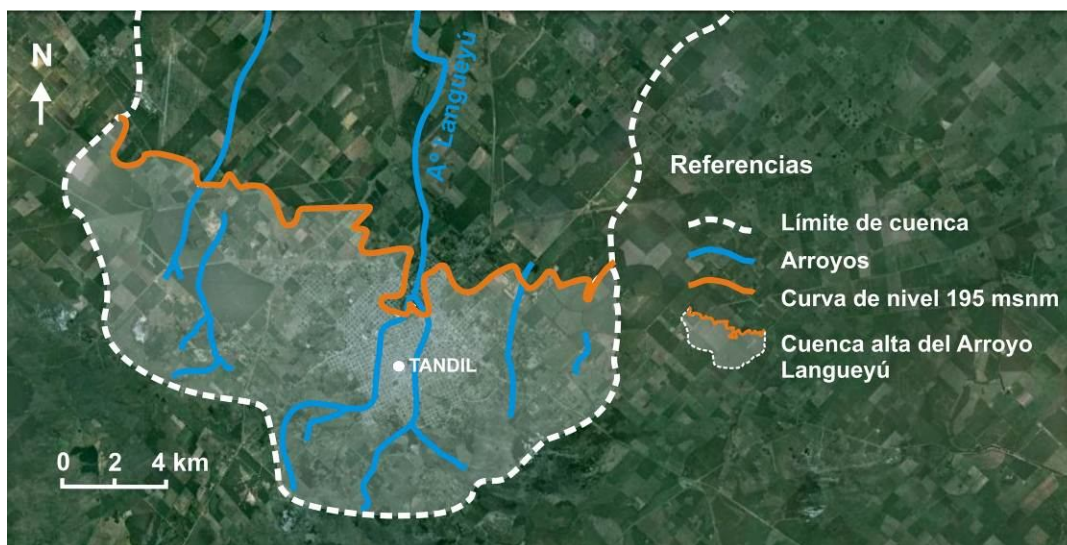 N
Aº Langueyú
TANDIL
0 2 4 km
Referencias
Límite de cuenca
Arroyos
Curva de nivel 195 msnm
Cuenca alta del Arroyo
Langueyú